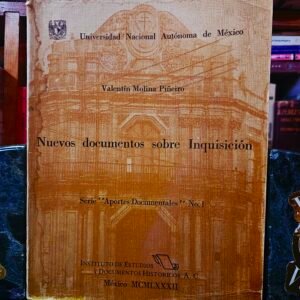 Universidad Nacional Autónoma de México
Valentín Molina Piñeiro
Nuevos documentos sobre Inquisición
Serie "Aportes Documentales" No. 1
INSTITUTO DE ESTUDIOS
Y DOCUMENTOS HISTORICOS, A. C.
México MCMLXXXII